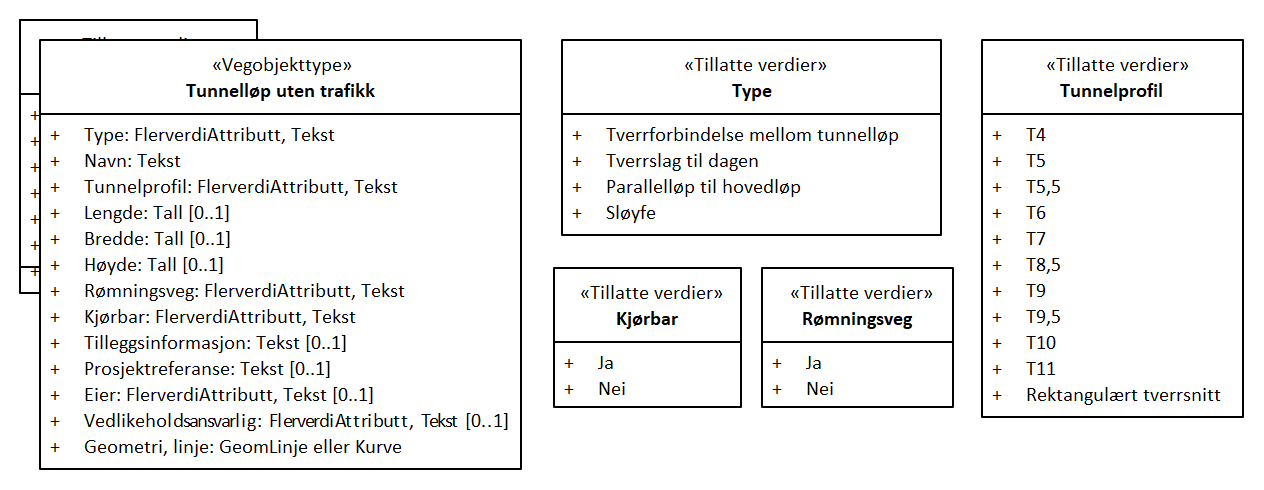 «Vegobjekttype»
Tunnelløp uten trafikk
+ Type: FlerverdiAttributt, Tekst
+ Navn: Tekst
+ Tunnelprofil: FlerverdiAttributt, Tekst
+ Lengde: Tall [0..1]
+ Bredde: Tall [0..1]
+ Høyde: Tall [0..1]
+ Rømningsveg: FlerverdiAttributt, Tekst
+ Kjørbar: FlerverdiAttributt, Tekst
+ Tilleggsinformasjon: Tekst [0..1]
+ Prosjektreferanse: Tekst [0..1]
+ Eier: FlerverdiAttributt, Tekst [0..1]
+ Vedlikeholdsansvarlig: FlerverdiAttributt, Tekst [0..1]
+ Geometri, linje: GeomLinje eller Kurve
«Tillatte verdier»
Type
+ Tverrforbindelse mellom tunnelløp
+ Tverrslag til dagen
+ Parallelløp til hovedløp
+ Sløyfe
«Tillatte verdier»
Kjørbar
+ Ja
+ Nei
«Tillatte verdier»
Rømningsveg
+ Ja
+ Nei
«Tillatte verdier»
Tunnelprofil
+ T4
+ T5
+ T5,5
+ T6
+ T7
+ T8,5
+ T9
+ T9,5
+ T10
+ T11
+ Rektangulært tverrsnitt